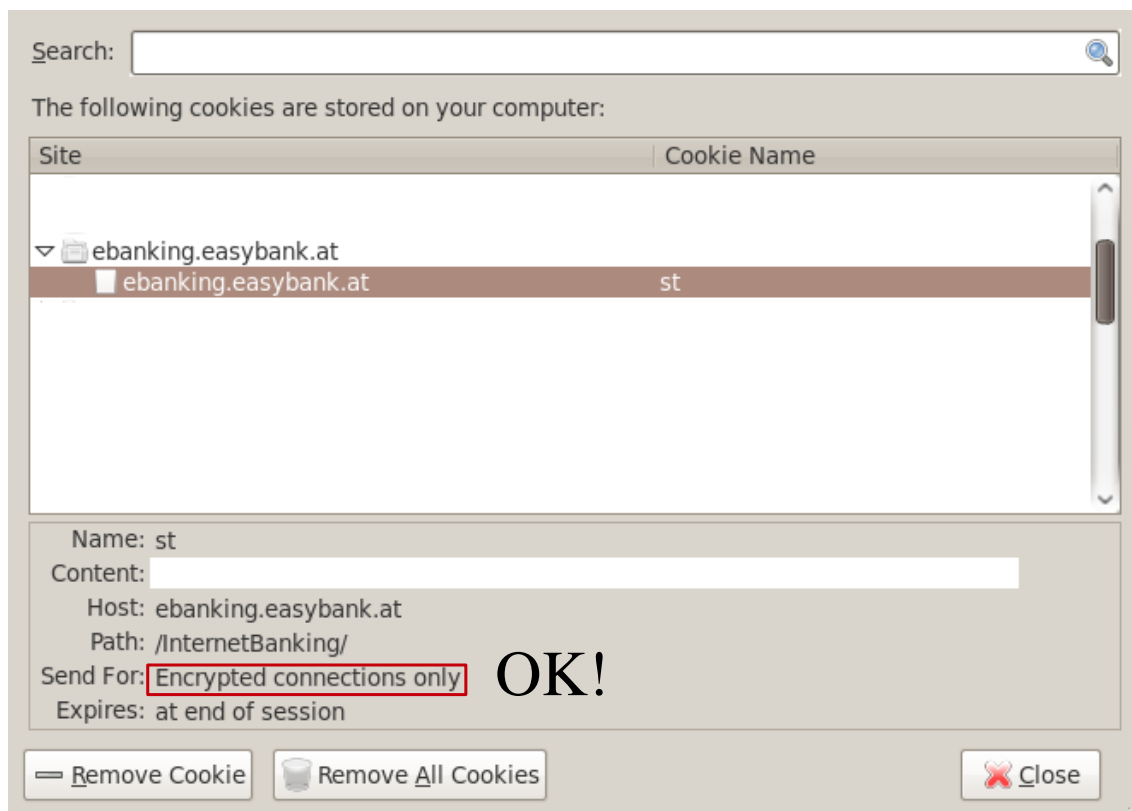 Search:
The following cookies are stored on your computer:
Site Cookie Name
ebanking.easybank.at
ebanking.easybank.at st
Name: st
Content:
Host: ebanking.easybank.at
Path: /InternetBanking/
Send For: Encrypted connections only OK!
Expires: at end of session
Remove Cookie Remove All Cookies Close